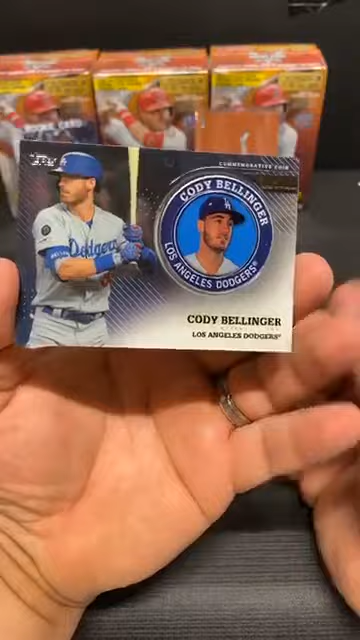 Topps
COMMEMORATIVE COIN
CODY BELLINGER
LOS ANGELES DODGERS®
Dodgers
CODY BELLINGER
LOS ANGELES DODGERS®